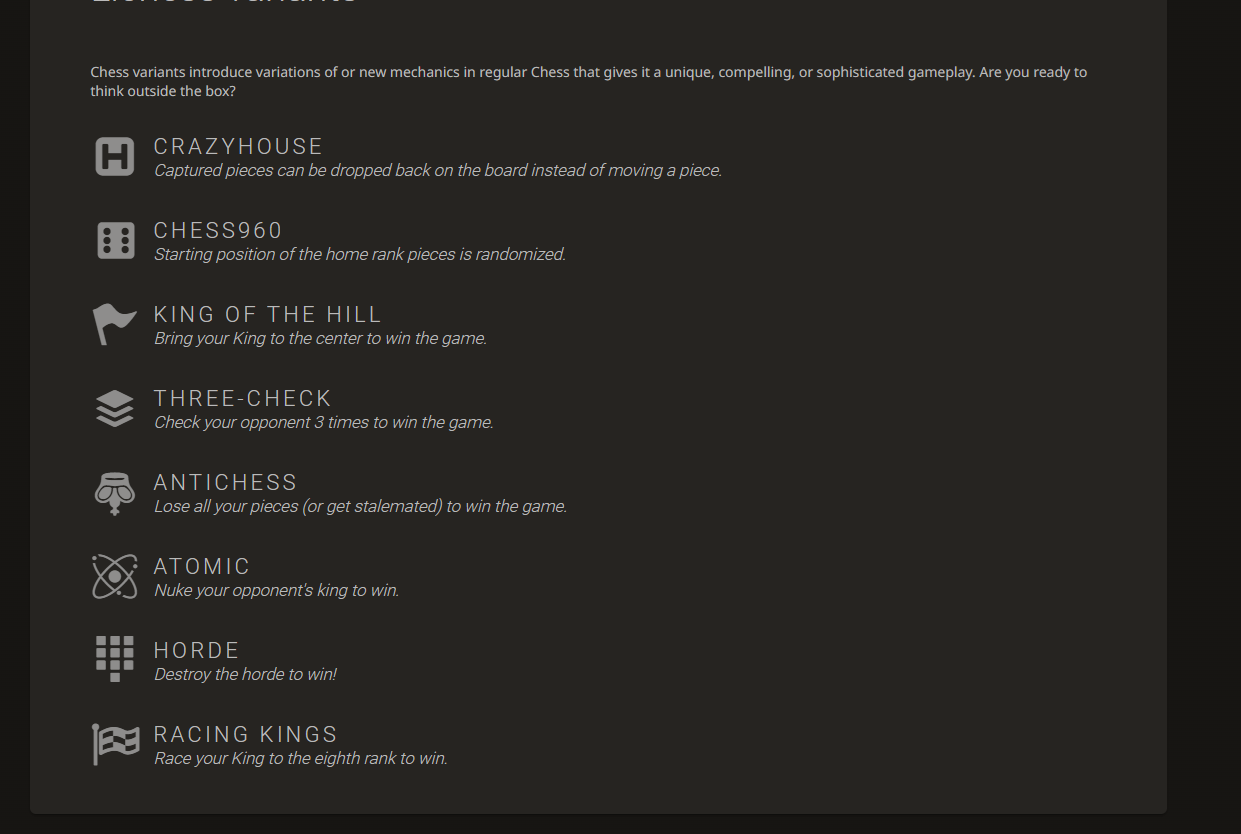 Chess variants introduce variations of or new mechanics in regular Chess that gives it a unique, compelling, or sophisticated gameplay. Are you ready to
think outside the box?
CRAZYHOUSE
Captured pieces can be dropped back on the board instead of moving a piece.
CHESS960
Starting position of the home rank pieces is randomized.
KING OF THE HILL
Bring your King to the center to win the game.
THREE-CHECK
Check your opponent 3 times to win the game.
ANTICHESS
Lose all your pieces (or get stalemated) to win the game.
ATOMIC
Nuke your opponent's king to win.
HORDE
Destroy the horde to win!
RACING KINGS
Race your King to the eighth rank to win.